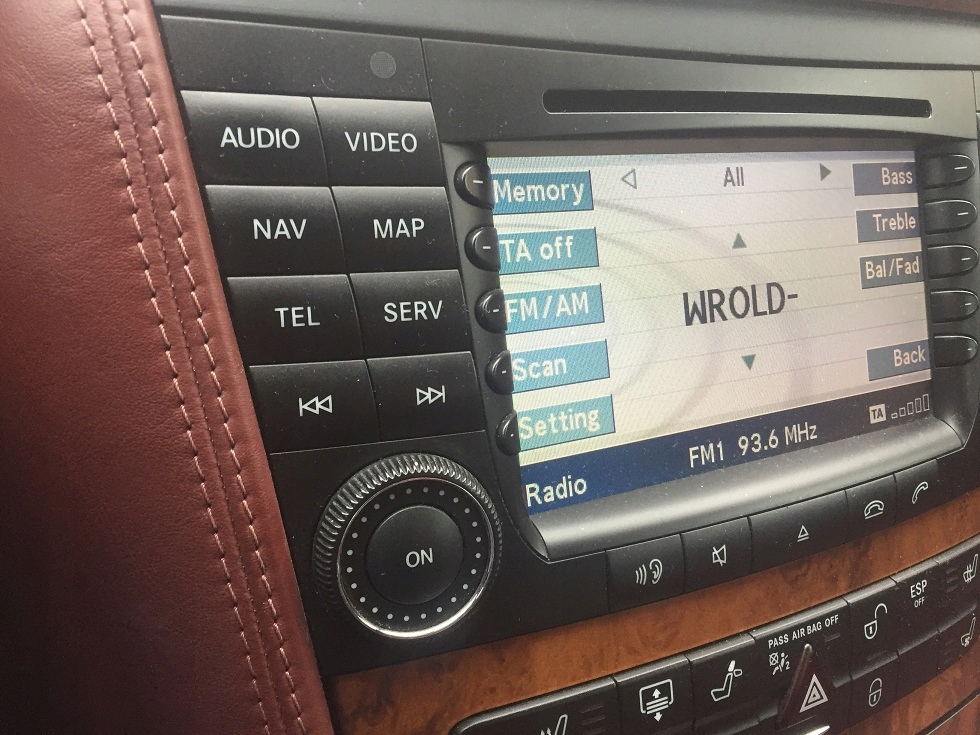 AUDIO VIDEO
NAV MAP
TEL SERV
ON
Memory
TA off
FM/AM
Scan
Setting
All
WROLD-
Bass
Treble
Bal/Fad
Back
TA
FM1 93.6 MHz
Radio
PASS AIR BAG OFF
2
ESP
OFF